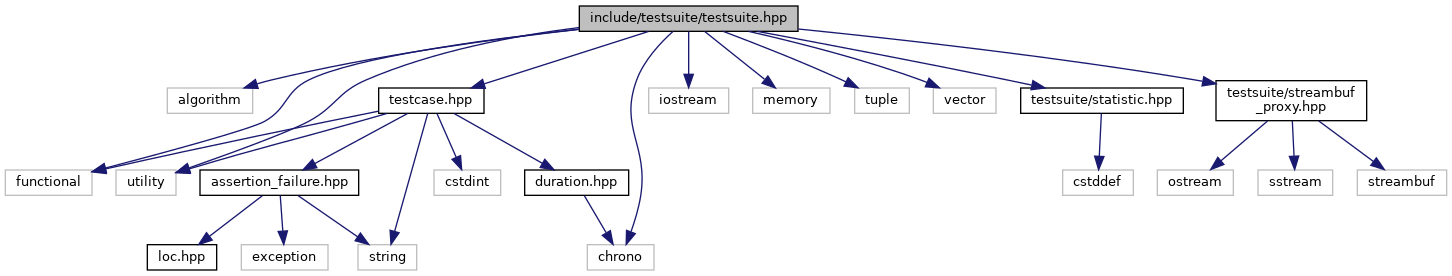 include/testsuite/testsuite.hpp
algorithm
testcase.hpp
iostream
memory
tuple
vector
testsuite/statistic.hpp
testsuite/streambuf
_proxy.hpp
functional
utility
assertion_failure.hpp
cstdint
duration.hpp
cstddef
ostream
sstream
streambuf
loc.hpp
exception
string
chrono